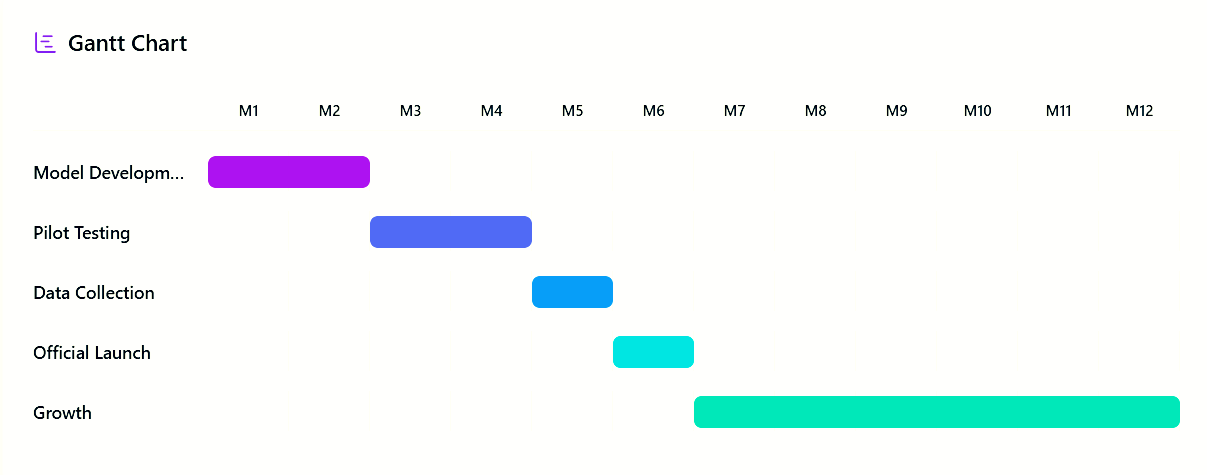 Gantt Chart
M1 M2 M3 M4 M5 M6 M7 M8 M9 M10 M11 M12
Model Developm...
Pilot Testing
Data Collection
Official Launch
Growth